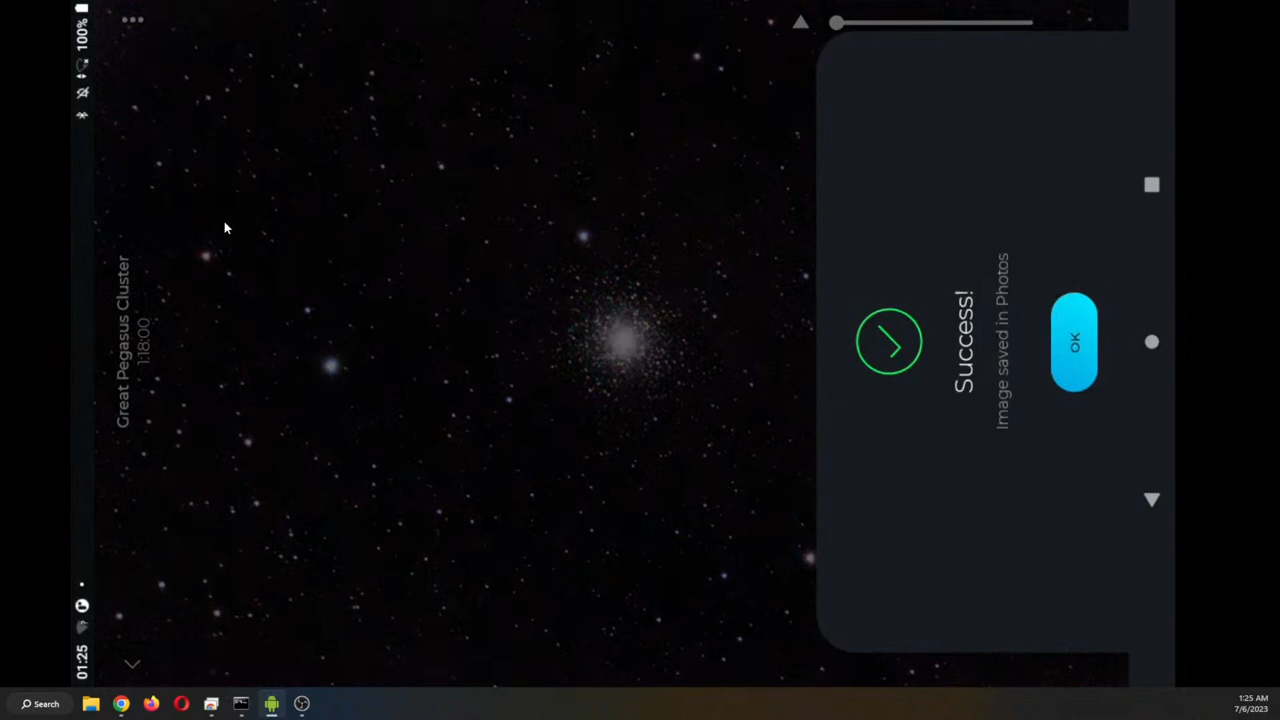 100%
01:25
Great Pegasus Cluster
1:18:00
Success!
Image saved in Photos
OK
Search
1:25 AM
7/6/2023